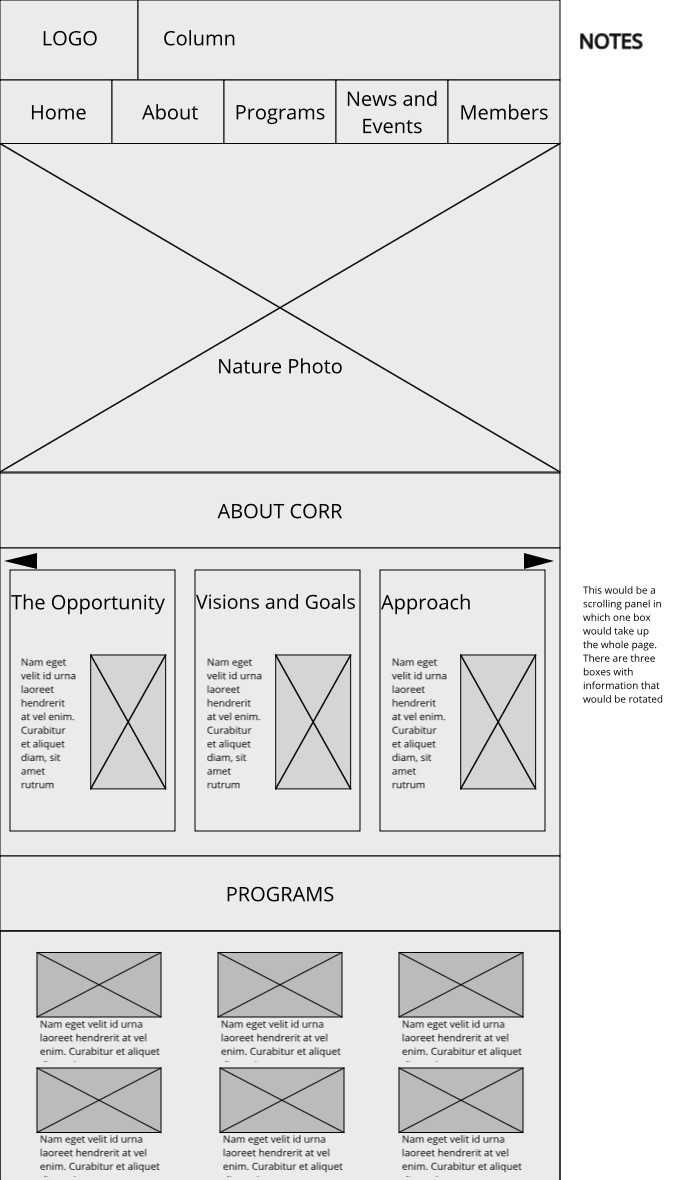 LOGO
Column
NOTES
Home
About
Programs
News and
Events
Members
Nature Photo
ABOUT CORR
The Opportunity
Nam eget
velit id urna
laoreet
hendrerit
at vel enim.
Curabitur
et aliquet
diam, sit
amet
rutrum
Visions and Goals
Nam eget
velit id urna
laoreet
hendrerit
at vel enim.
Curabitur
et aliquet
diam, sit
amet
rutrum
Approach
Nam eget
velit id urna
laoreet
hendrerit
at vel enim.
Curabitur
et aliquet
diam, sit
amet
rutrum
This would be a
scrolling panel in
which one box
would take up
the whole page.
There are three
boxes with
information that
would be rotated
PROGRAMS
Nam eget velit id urna
laoreet hendrerit at vel
enim. Curabitur et aliquet
Nam eget velit id urna
laoreet hendrerit at vel
enim. Curabitur et aliquet
Nam eget velit id urna
laoreet hendrerit at vel
enim. Curabitur et aliquet
Nam eget velit id urna
laoreet hendrerit at vel
enim. Curabitur et aliquet
Nam eget velit id urna
laoreet hendrerit at vel
enim. Curabitur et aliquet
Nam eget velit id urna
laoreet hendrerit at vel
enim. Curabitur et aliquet